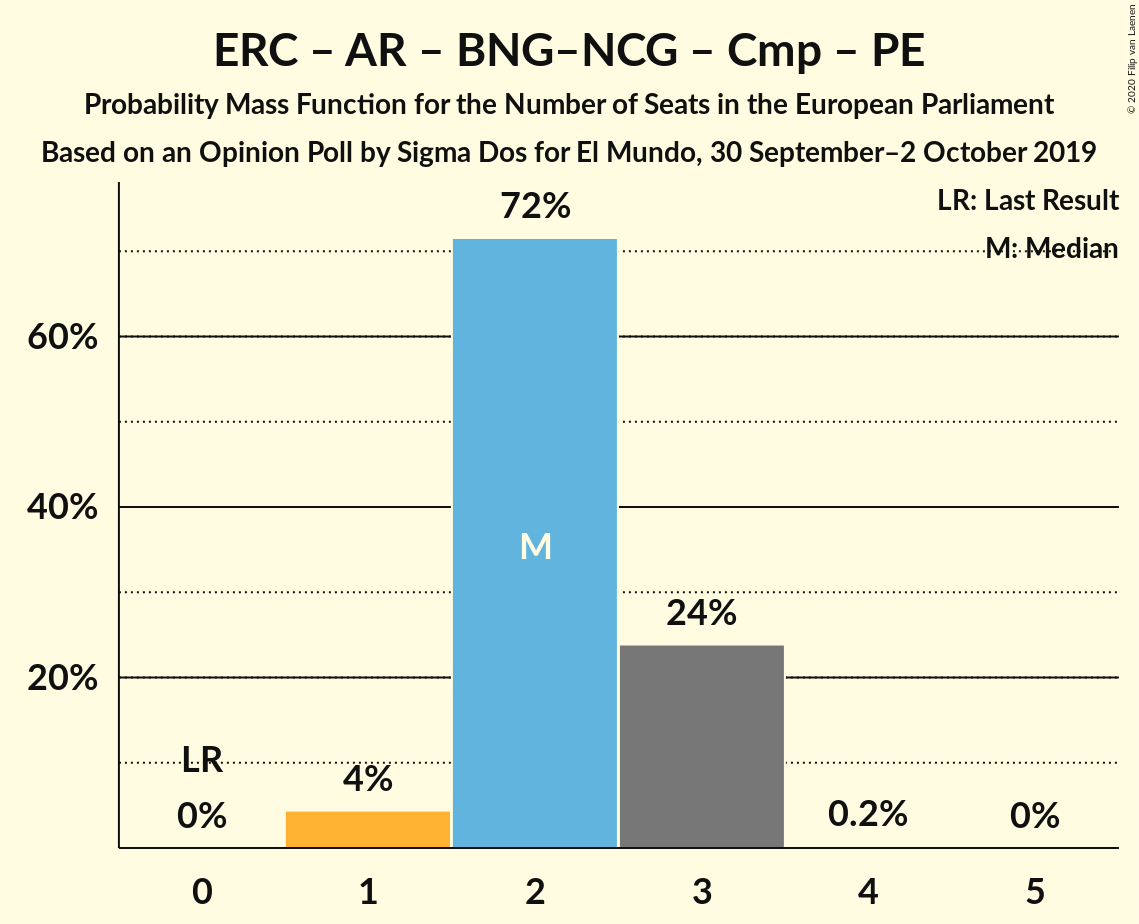 ERC – AR – BNG–NCG – Cmp – PE
Probability Mass Function for the Number of Seats in the European Parliament
Based on an Opinion Poll by Sigma Dos for El Mundo, 30 September–2 October 2019
© 2020 Filip van Laenen
LR: Last Result
M: Median
72%
60%
40%
M
24%
20%
LR
4%
0%
0.2%
0%
0 1 2 3 4 5